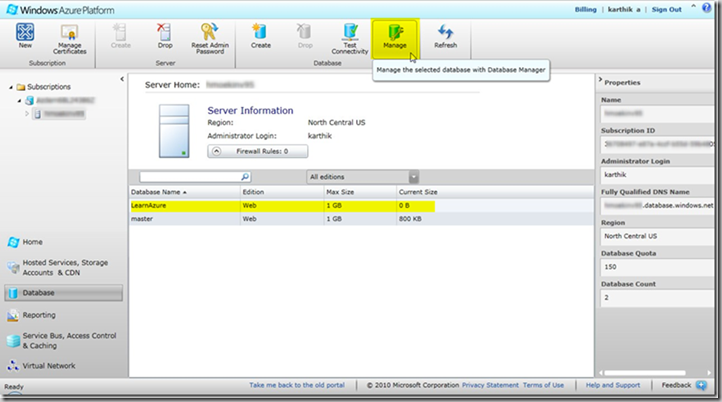 Windows Azure Platform
Billing | karthik a | Sign Out
New
Manage Certificates
Create
Drop
Reset Admin Password
Create
Drop
Test Connectivity
Manage
Refresh
Subscription
Server
Database
Manage the selected database with Database Manager
Subscriptions
Server Home:
Server Information
Region: North Central US
Administrator Login: karthik
Firewall Rules: 0
All editions
Database Name Edition Max Size Current Size
LearnAzure Web 1 GB 0 B
master Web 1 GB 800 KB
Properties
Name
Subscription ID
Administrator Login
karthik
Fully Qualified DNS Name
.database.windows.net
Region
North Central US
Database Quota
150
Database Count
2
Home
Hosted Services, Storage
Accounts & CDN
Database
Reporting
Service Bus, Access Control
& Caching
Virtual Network
Ready
Take me back to the old portal | © 2010 Microsoft Corporation Privacy Statement Terms of Use | Help and Support | Feedback